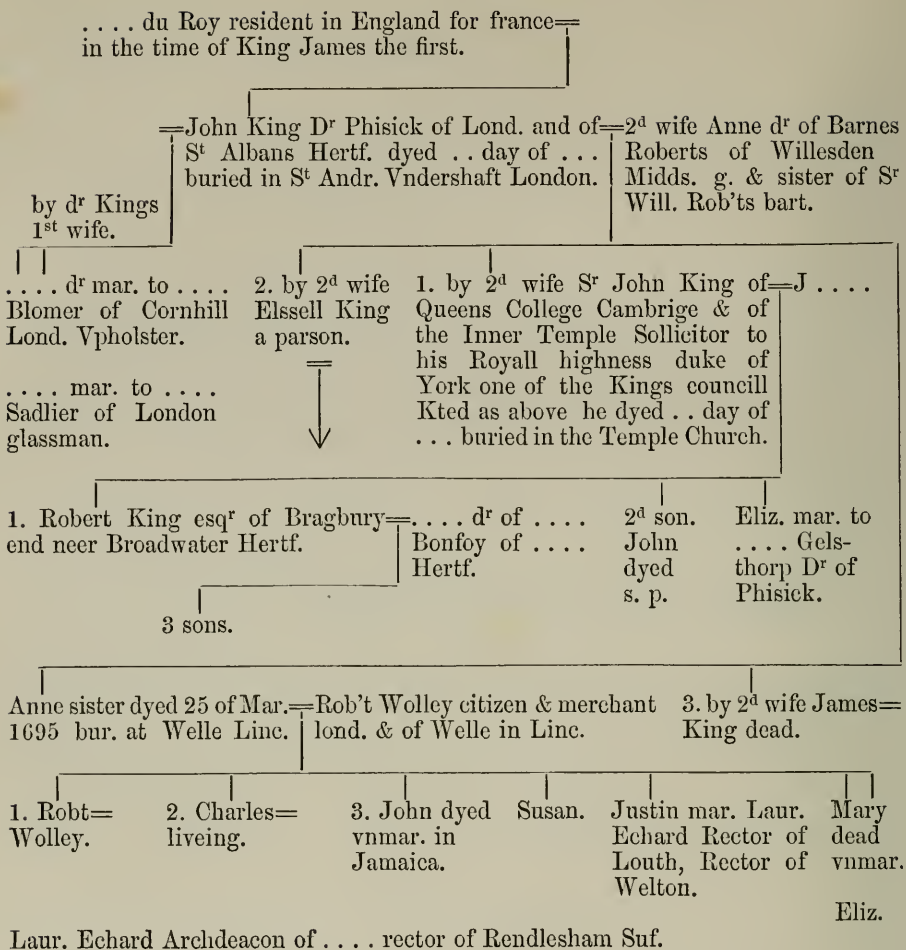 . . . . du Roy resident in England for france=
in the time of King James the first.
=John King Dʳ Phisick of Lond. and of=
Sᵗ Albans Hertf. dyed . . day of . . .
buried in Sᵗ Andr. Vndershaft London.
2ᵈ wife Anne dʳ of Barnes
Roberts of Willesden
Midds. g. & sister of Sʳ
Will. Rob'ts bart.
by dʳ Kings
1ˢᵗ wife.
. . . . dʳ mar. to . . . .
Blomer of Cornhill
Lond. Vpholster.
. . . . mar. to . . . .
Sadlier of London
glassman.
2. by 2ᵈ wife
Elssell King
a parson.
=
1. by 2ᵈ wife Sʳ John King of=J . . . .
Queens College Cambrige & of
the Inner Temple Sollicitor to
his Royall highness duke of
York one of the Kings councill
Kted as above he dyed . . day of
. . . buried in the Temple Church.
1. Robert King esqʳ of Bragbury=
end neer Broadwater Hertf.
. . . . dʳ of . . . .
Bonfoy of . . . .
Hertf.
2ᵈ son.
John
dyed
s. p.
Eliz. mar. to
. . . . Gels-
thorp Dʳ of
Phisick.
3 sons.
Anne sister dyed 25 of Mar.=
1695 bur. at Welle Linc.
Rob't Wolley citizen & merchant
lond. & of Welle in Linc.
3. by 2ᵈ wife James=
King dead.
1. Robt=
Wolley.
2. Charles=
liveing.
3. John dyed
vnmar. in
Jamaica.
Susan.
Justin mar. Laur.
Echard Rector of
Louth, Rector of
Welton.
Mary
dead
vnmar.
Eliz.
Laur. Echard Archdeacon of . . . . rector of Rendlesham Suf.